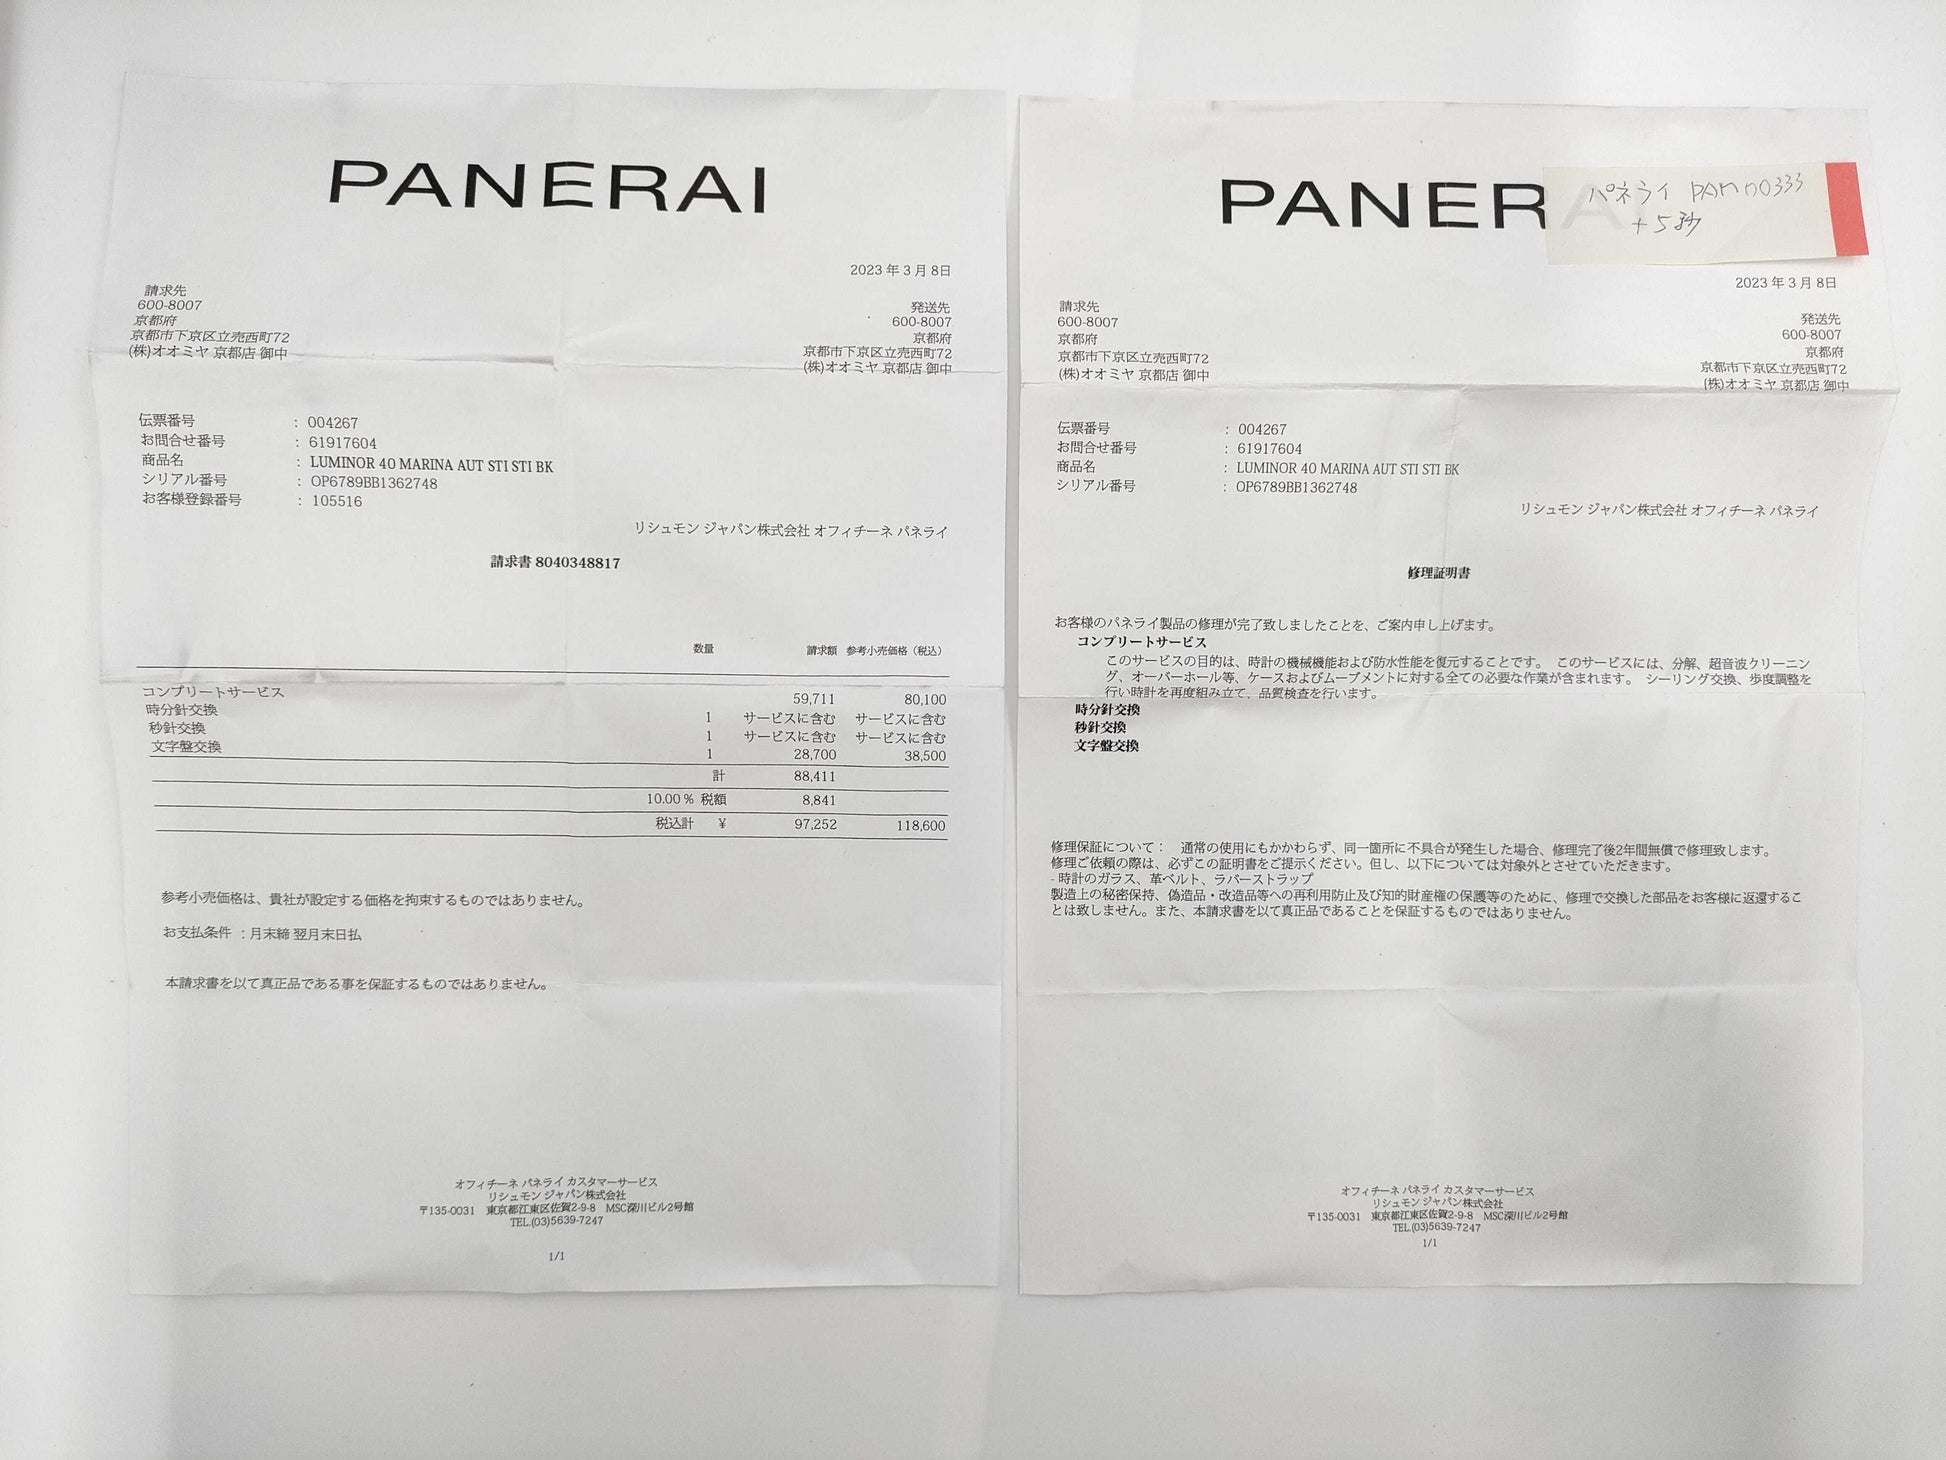 PANERAI
2023 年 3 月 8日
請求先
600-8007
京都府
京都市下京区立売西町72
(株)オオミヤ 京都店 御中
発送先
600-8007
京都府
京都市下京区立売西町72
(株)オオミヤ 京都店 御中
伝票番号 : 004267
お問合せ番号 : 61917604
商品名 : LUMINOR 40 MARINA AUT STI STI BK
シリアル番号 : OP6789BB1362748
お客様登録番号 : 105516
リシュモン ジャパン株式会社 オフィチーネ パネライ
請求書 8040348817
数量 請求額 参考小売価格（税込）
コンプリートサービス 59,711 80,100
時分針交換 1 サービスに含む サービスに含む
秒針交換 1 サービスに含む サービスに含む
文字盤交換 1 28,700 38,500
計 88,411
10.00 % 税額 8,841
税込計 ¥ 97,252 118,600
参考小売価格は、貴社が設定する価格を拘束するものではありません。
お支払条件 ：月末締 翌月末日払
本請求書を以て真正品である事を保証するものではありません。
オフィチーネ パネライ カスタマーサービス
リシュモン ジャパン株式会社
〒135-0031 東京都江東区佐賀2-9-8 MSC深川ビル2号館
TEL.(03)5639-7247
1/1
PANERAI
パネライ PAM00333
+5秒
2023 年 3 月 8日
請求先
600-8007
京都府
京都市下京区立売西町72
(株)オオミヤ 京都店 御中
発送先
600-8007
京都府
京都市下京区立売西町72
(株)オオミヤ 京都店 御中
伝票番号 : 004267
お問合せ番号 : 61917604
商品名 : LUMINOR 40 MARINA AUT STI STI BK
シリアル番号 : OP6789BB1362748
リシュモン ジャパン株式会社 オフィチーネ パネライ
修理証明書
お客様のパネライ製品の修理が完了致しましたことを、ご案内申し上げます。
コンプリートサービス
このサービスの目的は、時計の機械機能および防水性能を復元することです。 このサービスには、分解、超音波クリーニン
グ、オーバーホール等、ケースおよびムーブメントに対する全ての必要な作業が含まれます。 シーリング交換、歩度調整を
行い時計を再度組み立て、品質検査を行います。
時分針交換
秒針交換
文字盤交換
修理保証について： 通常の使用にもかかわらず、同一箇所に不具合が発生した場合、修理完了後2年間無償で修理致します。
修理ご依頼の際は、必ずこの証明書をご提示ください。但し、以下については対象外とさせていただきます。
- 時計のガラス、革ベルト、ラバーストラップ
製造上の秘密保持、偽造品・改造品等への再利用防止及び知的財産権の保護等のために、修理で交換した部品をお客様に返還するこ
とは致しません。また、本請求書を以て真正品であることを保証するものではありません。
オフィチーネ パネライ カスタマーサービス
リシュモン ジャパン株式会社
〒135-0031 東京都江東区佐賀2-9-8 MSC深川ビル2号館
TEL.(03)5639-7247
1/1